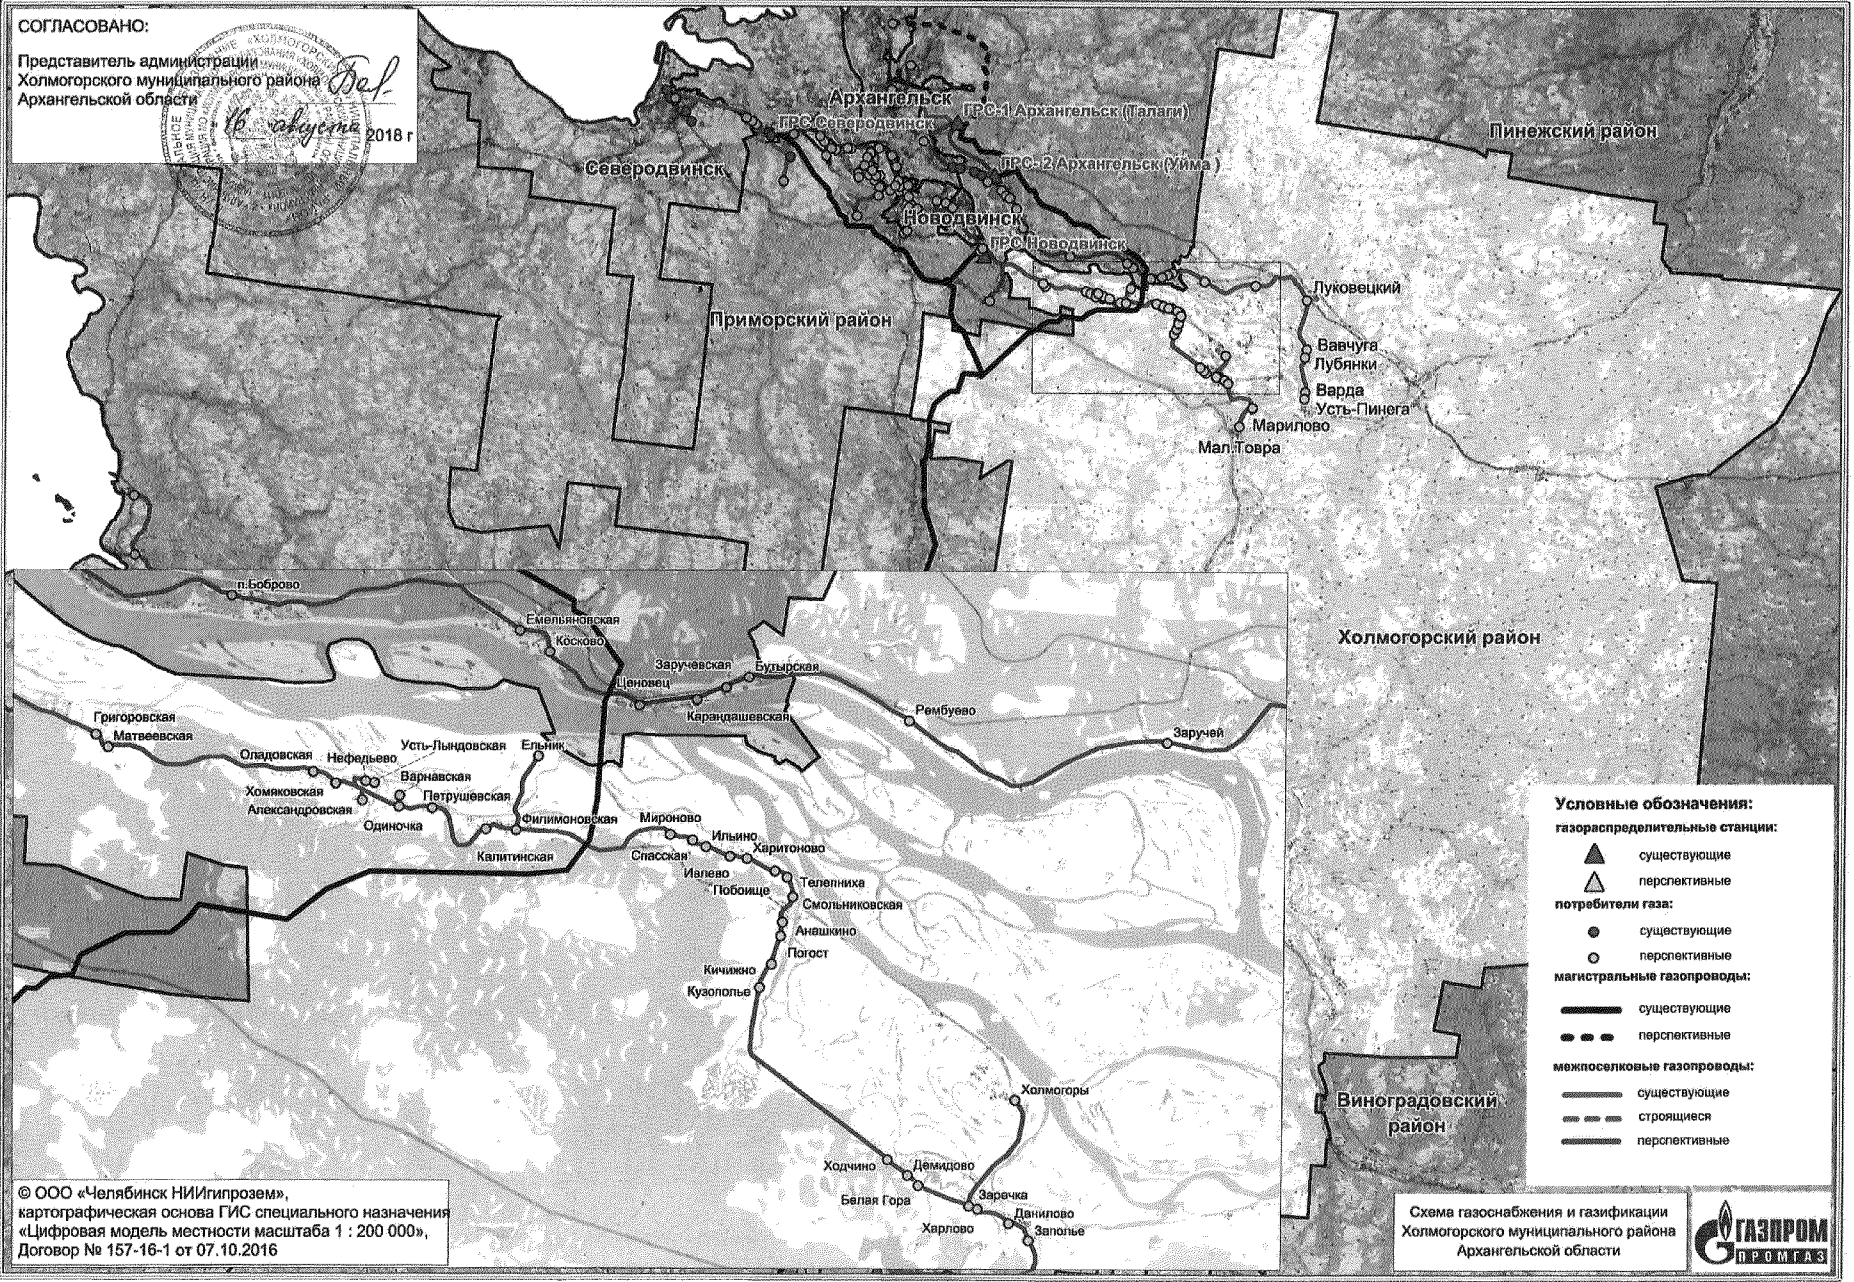 СОГЛАСОВАНО:
Представитель администрации
Холмогорского муниципального района
Архангельской области
16 августа 2018 г
Архангельск
ГРС-1 Архангельск (Талаги)
ГРС Северодвинск
Северодвинск
ГРС-2 Архангельск (Уйма)
Новодвинск
ГРС Новодвинск
Пинежский район
Приморский район
Луковецкий
Вавчуга
Лубянки
Варда
Усть-Пинега
Марилово
Мал.Товра
Холмогорский район
Виноградовский
район
п.Боброво
Емельяновская
Косково
Заручевская
Бутырская
Ценовец
Карандашевская
Рембуево
Заручей
Григоровская
Матвеевская
Оладовская
Нефедьево
Усть-Лындовская
Ельник
Хомяковская
Варнавская
Александровская
Петрушевская
Одиночка
Филимоновская
Калитинская
Мироново
Спасская
Ильино
Харитоново
Ивлево
Побоище
Телепниха
Смольниковская
Анашкино
Погост
Кичижно
Кузополье
Холмогоры
Ходчино
Демидово
Белая Гора
Заречка
Харлово
Данилово
Заполье
Условные обозначения:
газораспределительные станции:
существующие
перспективные
потребители газа:
существующие
перспективные
магистральные газопроводы:
существующие
перспективные
межпоселковые газопроводы:
существующие
строящиеся
перспективные
© ООО «Челябинск НИИгипрозем»,
картографическая основа ГИС специального назначения
«Цифровая модель местности масштаба 1 : 200 000»,
Договор № 157-16-1 от 07.10.2016
Схема газоснабжения и газификации
Холмогорского муниципального района
Архангельской области
ГАЗПРОМ
ПРОМГАЗ